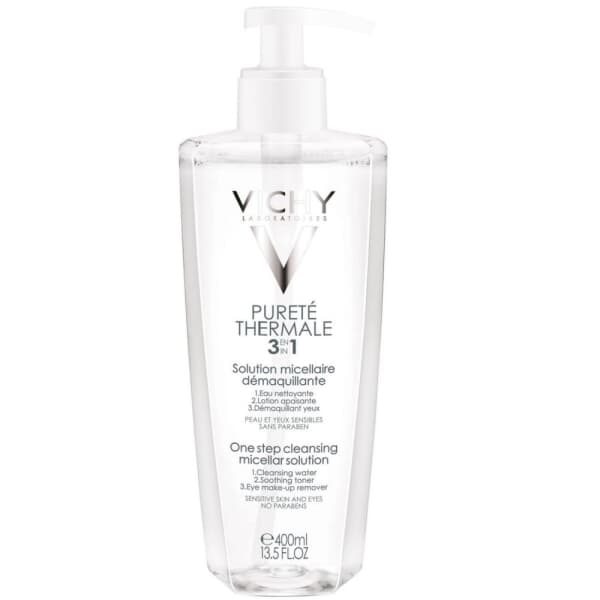 VICHY
LABORATOIRES
PURETÉ
THERMALE
3 EN IN 1
Solution micellaire
démaquillante
1.Eau nettoyante
2.Lotion apaisante
3.Démaquillant yeux
PEAU ET YEUX SENSIBLES
SANS PARABEN
One step cleansing
micellar solution
1.Cleansing water
2.Soothing toner
3.Eye make-up remover
SENSITIVE SKIN AND EYES
NO PARABENS
℮400ml
13.5 FL.OZ